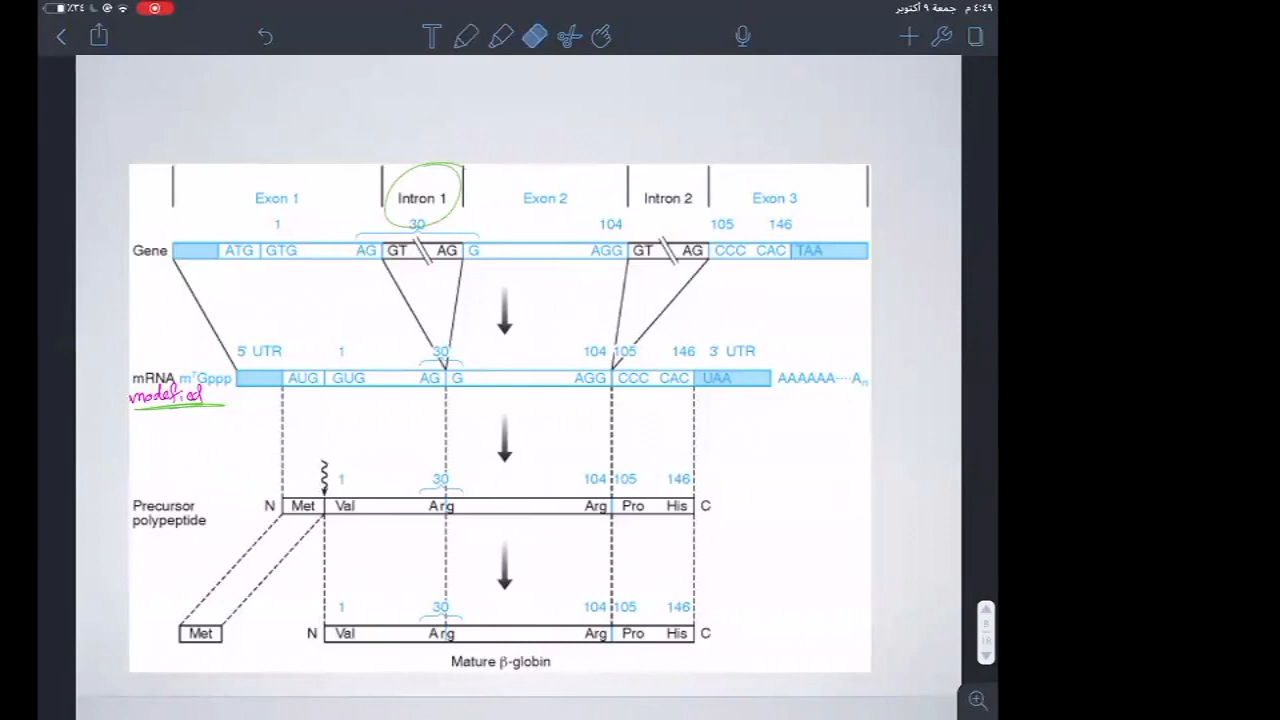 ٪٣٤
٤:٤٩ م جمعة ٩ أكتوبر
Exon 1 Intron 1 Exon 2 Intron 2 Exon 3
1 30 104 105 146
Gene ATG GTG AG GT AG G AGG GT AG CCC CAC TAA
5' UTR 1 30 104 105 146 3' UTR
mRNA m⁷Gppp AUG GUG AG G AGG CCC CAC UAA AAAAAA····Aₙ
modefied
1 30 104 105 146
Precursor polypeptide N Met Val Arg Arg Pro His C
1 30 104 105 146
Met N Val Arg Arg Pro His C
Mature β-globin
8
18